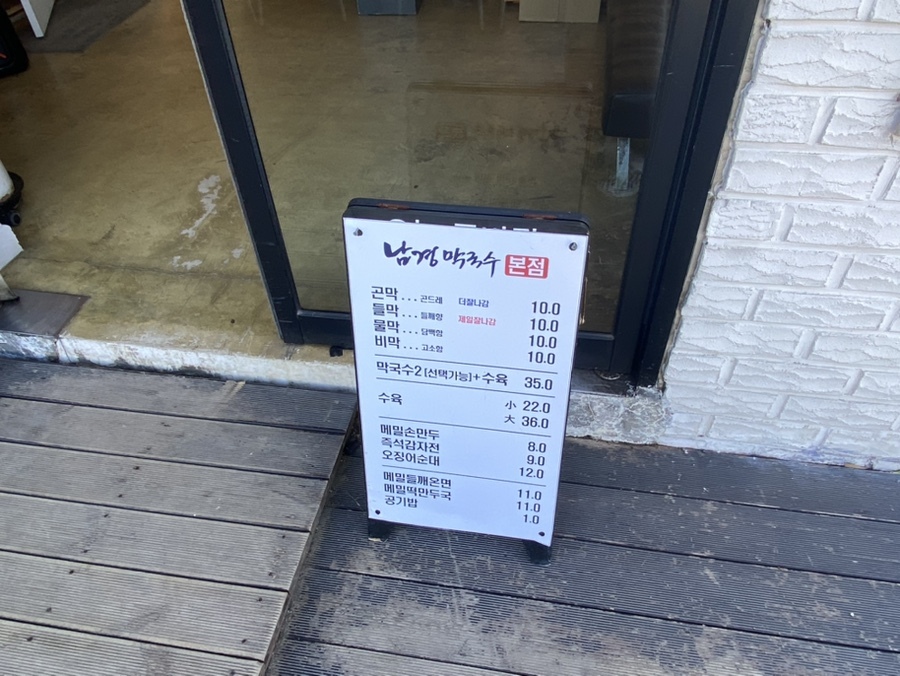 남경막국수 본점
곤막... 곤드레 더잘나감 10.0
들막... 들깨향 제일잘나감 10.0
물막... 담백함 10.0
비막... 고소함 10.0
막국수2 [선택가능] + 수육 35.0
수육 小 22.0
大 36.0
메밀손만두 8.0
즉석감자전 9.0
오징어순대 12.0
메밀들깨온면 11.0
메밀떡만두국 11.0
공기밥 1.0